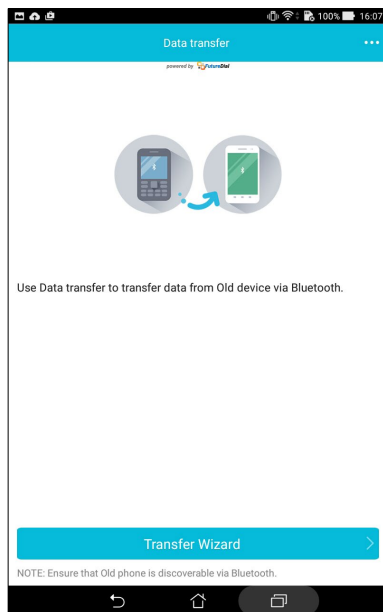 100% 16:07
Data transfer
powered by FutureDial
Use Data transfer to transfer data from Old device via Bluetooth.
Transfer Wizard
NOTE: Ensure that Old phone is discoverable via Bluetooth.